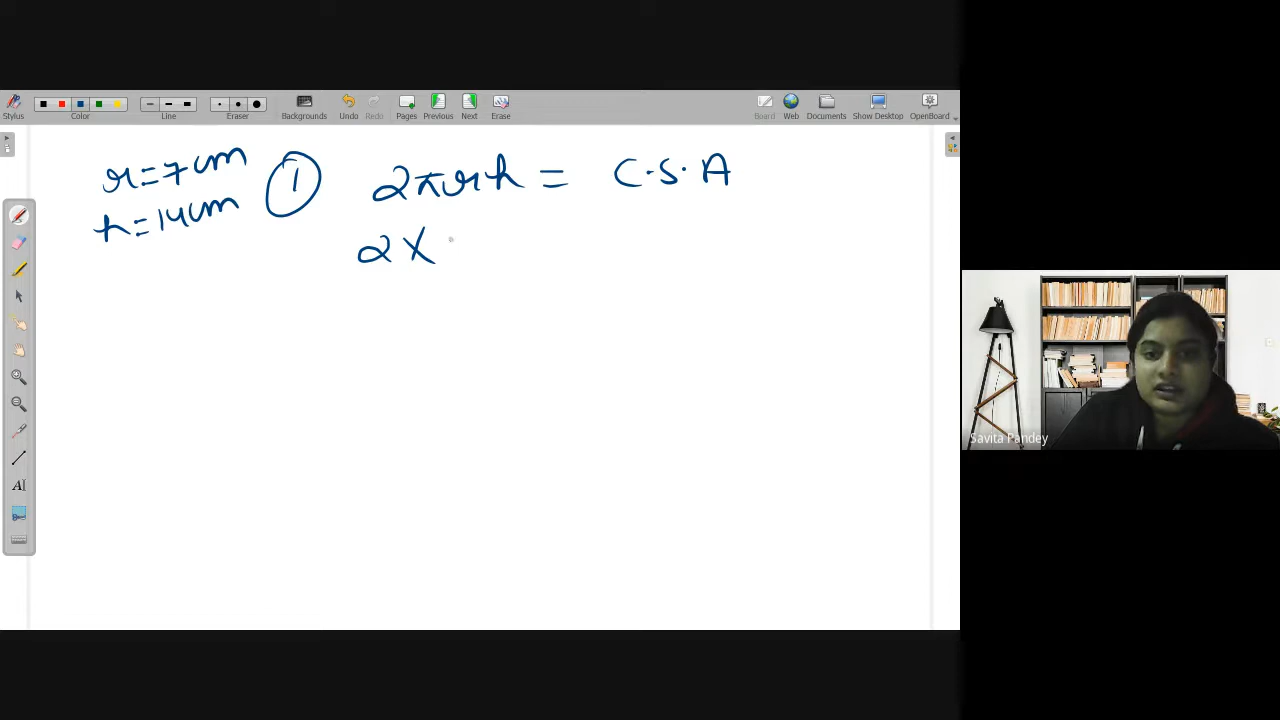 Stylus Color Line Eraser Backgrounds Undo Redo Pages Previous Next Erase Board Web Documents Show Desktop OpenBoard
r=7cm
h=14cm
① 2πrh = C.S.A
2X
Savita Pandey